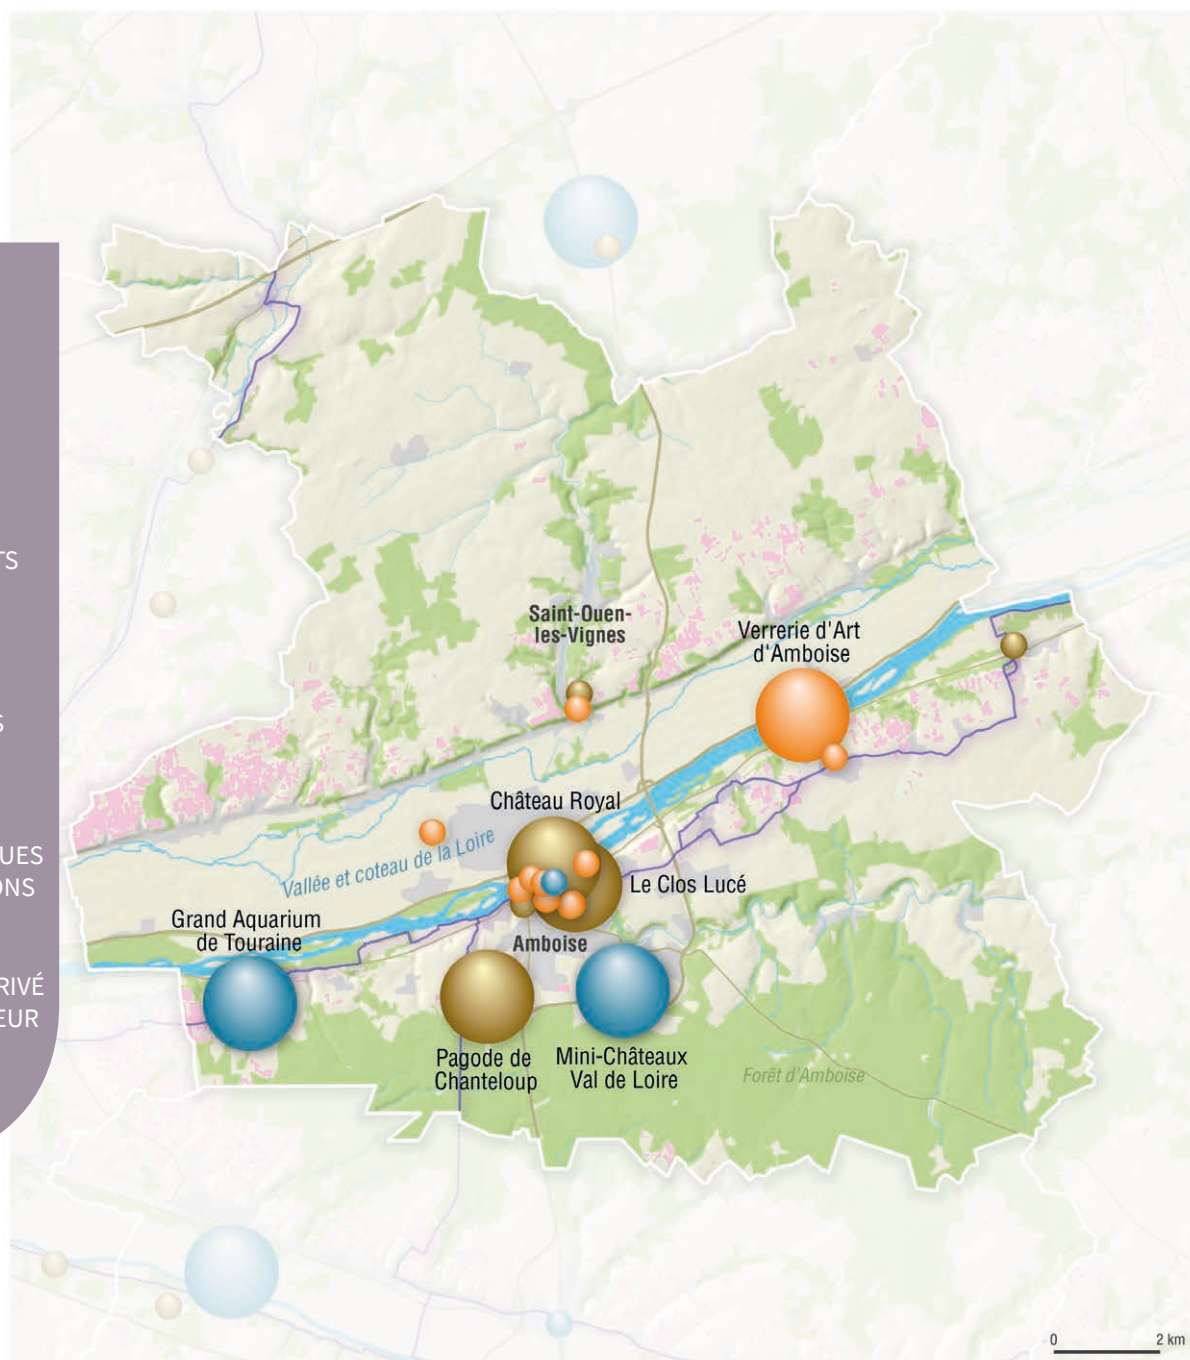 TS
S
UES
ONS
RIVÉ
EUR
Saint-Ouen-
les-Vignes
Verrerie d'Art
d'Amboise
Château Royal
Vallée et coteau de la Loire
Le Clos Lucé
Grand Aquarium
de Touraine
Amboise
Pagode de
Chanteloup
Mini-Châteaux
Val de Loire
Forêt d'Amboise
0 2 km